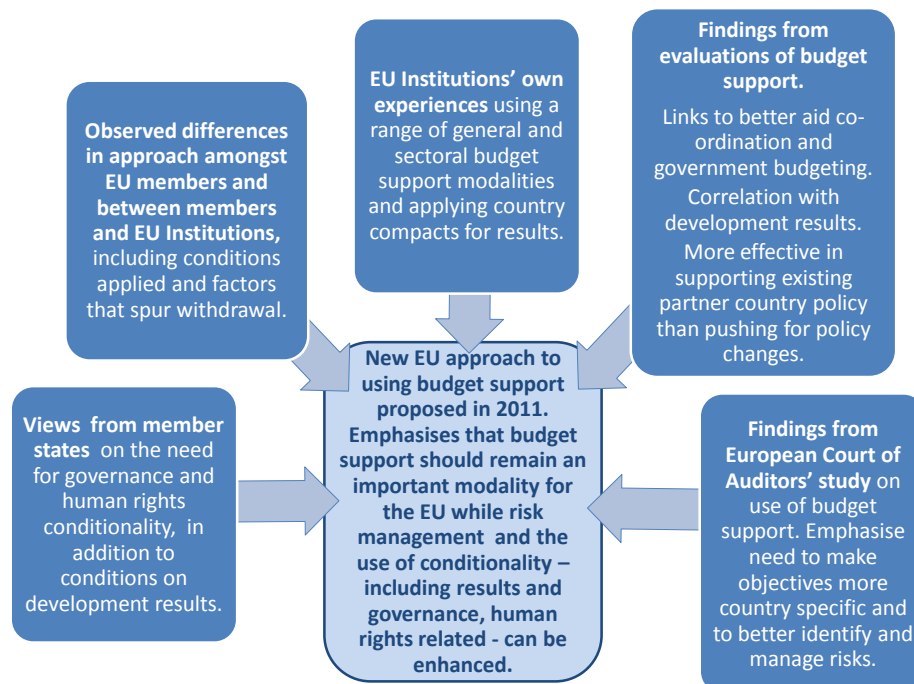 Observed differences
in approach amongst
EU members and
between members
and EU Institutions,
including conditions
applied and factors
that spur withdrawal.
EU Institutions’ own
experiences using a
range of general and
sectoral budget
support modalities
and applying country
compacts for results.
Findings from
evaluations of budget
support.
Links to better aid co-
ordination and
government budgeting.
Correlation with
development results.
More effective in
supporting existing
partner country policy
than pushing for policy
changes.
Views from member
states on the need
for governance and
human rights
conditionality, in
addition to
conditions on
development results.
New EU approach to
using budget support
proposed in 2011.
Emphasises that budget
support should remain an
important modality for
the EU while risk
management and the
use of conditionality –
including results and
governance, human
rights related - can be
enhanced.
Findings from
European Court of
Auditors’ study on
use of budget
support. Emphasise
need to make
objectives more
country specific and
to better identify and
manage risks.